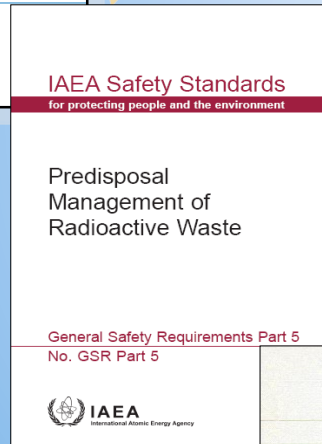 IAEA Safety Standards
for protecting people and the environment
Predisposal
Management of
Radioactive Waste
General Safety Requirements Part 5
No. GSR Part 5
IAEA
International Atomic Energy Agency